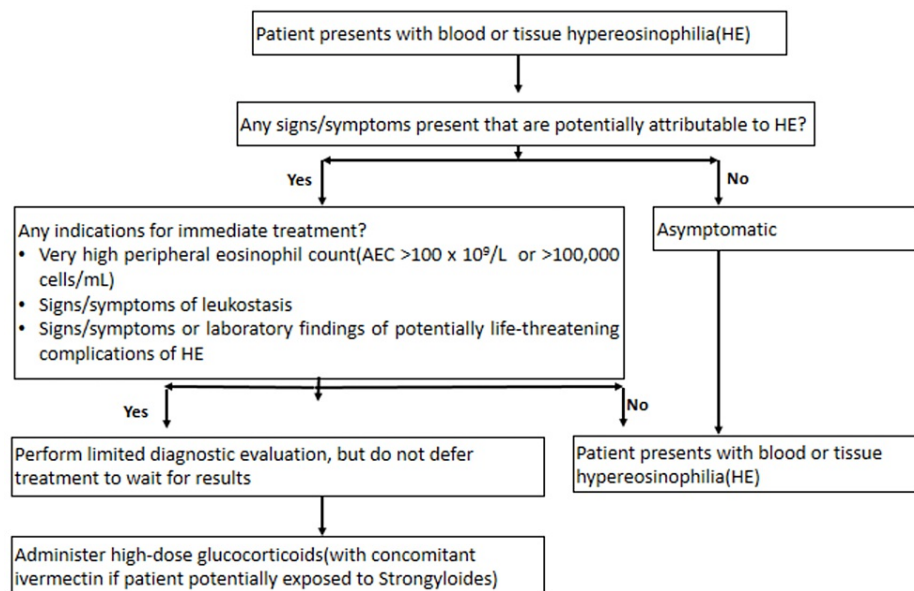 Patient presents with blood or tissue hypereosinophilia(HE)
Any signs/symptoms present that are potentially attributable to HE?
Yes
No
Any indications for immediate treatment?
• Very high peripheral eosinophil count(AEC >100 x 10⁹/L or >100,000
cells/mL)
• Signs/symptoms of leukostasis
• Signs/symptoms or laboratory findings of potentially life-threatening
complications of HE
Asymptomatic
Yes
No
Perform limited diagnostic evaluation, but do not defer
treatment to wait for results
Patient presents with blood or tissue
hypereosinophilia(HE)
Administer high-dose glucocorticoids(with concomitant
ivermectin if patient potentially exposed to Strongyloides)